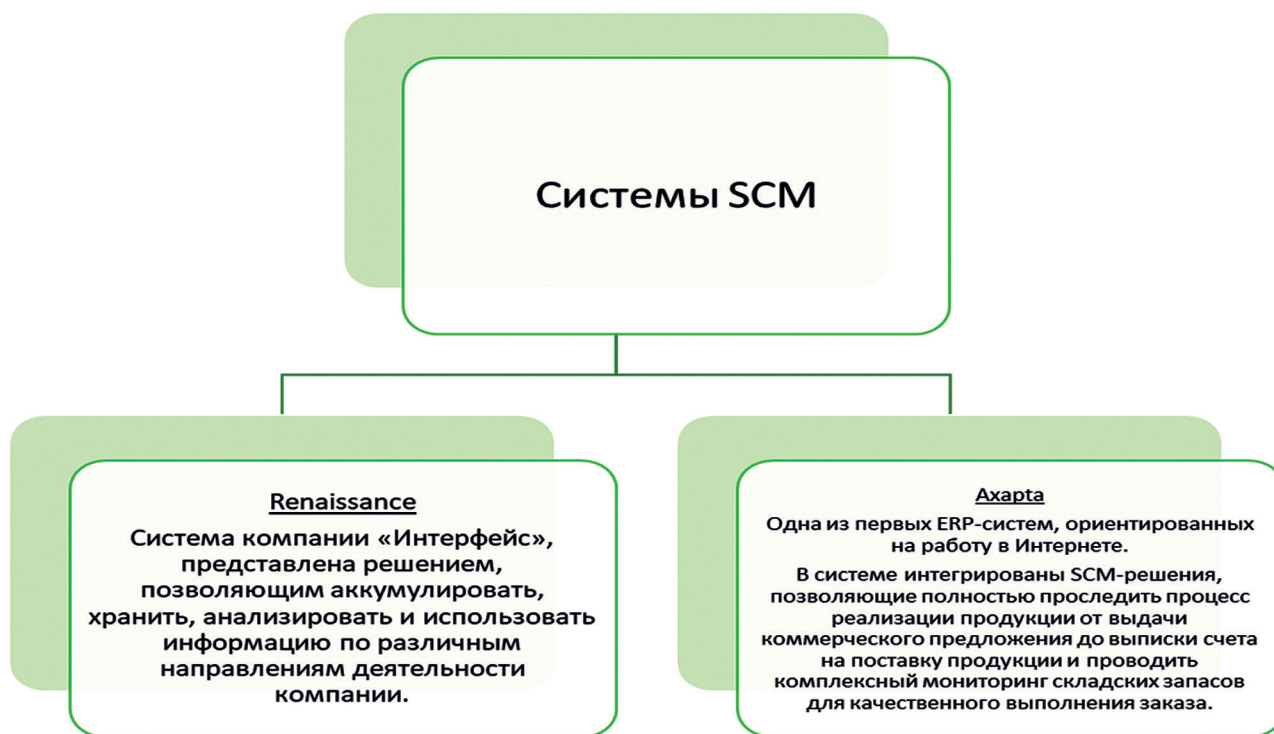 Системы SCM
Renaissance
Система компании «Интерфейс»,
представлена решением,
позволяющим аккумулировать,
хранить, анализировать и использовать
информацию по различным
направлениям деятельности
компании.
Axapta
Одна из первых ERP-систем, ориентированных
на работу в Интернете.
В системе интегрированы SCM-решения,
позволяющие полностью проследить процесс
реализации продукции от выдачи
коммерческого предложения до выписки счета
на поставку продукции и проводить
комплексный мониторинг складских запасов
для качественного выполнения заказа.